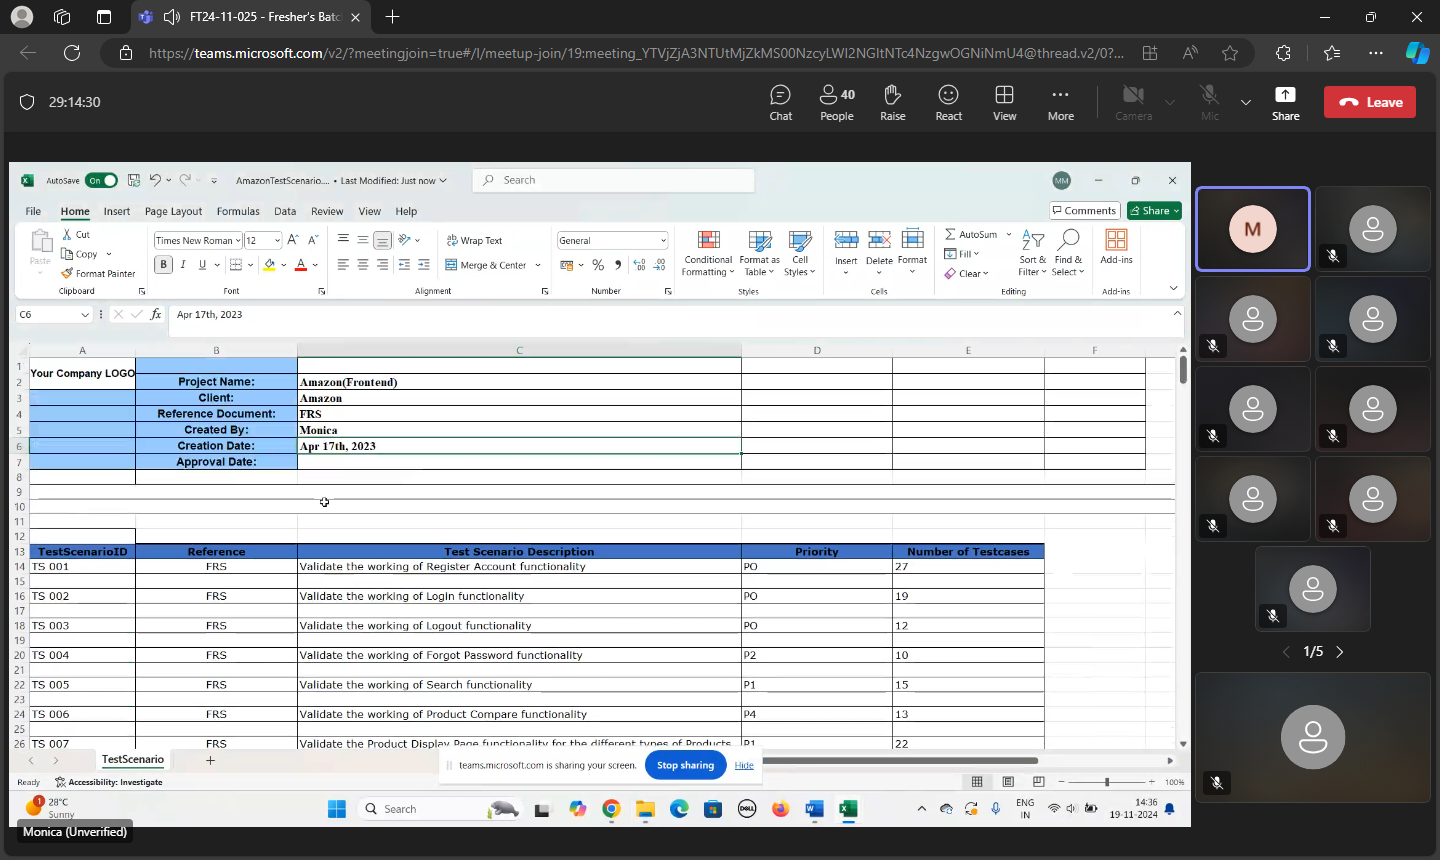 FT24-11-025 - Fresher's Batc
https://teams.microsoft.com/v2/?meetingjoin=true#/l/meetup-join/19:meeting_YTVjZjA3NTUtMjZkMS00NzcyLWI2NGItNTc4NzgwOGNiNmU4@thread.v2/0?...
29:14:30
Chat
40
People
Raise
React
View
More
Camera
Mic
Share
Leave
AutoSave On
AmazonTestScenario.... • Last Modified: Just now
Search
MM
File Home Insert Page Layout Formulas Data Review View Help
Comments Share
Paste
Cut
Copy
Format Painter
Clipboard
Times New Roman 12
B I U
Font
Wrap Text
Merge & Center
Alignment
General
Number
Conditional Formatting
Format as Table
Cell Styles
Styles
Insert Delete Format
Cells
AutoSum
Fill
Clear
Sort & Filter
Find & Select
Editing
Add-ins
Add-ins
C6 fx Apr 17th, 2023
A B C D E F
1 Your Company LOGO
2 Project Name: Amazon(Frontend)
3 Client: Amazon
4 Reference Document: FRS
5 Created By: Monica
6 Creation Date: Apr 17th, 2023
7 Approval Date:
8
9
10
11
12
13 TestScenarioID Reference Test Scenario Description Priority Number of Testcases
14 TS 001 FRS Validate the working of Register Account functionality PO 27
15
16 TS 002 FRS Validate the working of Login functionality PO 19
17
18 TS 003 FRS Validate the working of Logout functionality PO 12
19
20 TS 004 FRS Validate the working of Forgot Password functionality P2 10
21
22 TS 005 FRS Validate the working of Search functionality P1 15
23
24 TS 006 FRS Validate the working of Product Compare functionality P4 13
25
26 TS 007 FRS Validate the Product Display Page functionality for the different types of Products P1 22
TestScenario
teams.microsoft.com is sharing your screen. Stop sharing Hide
Ready Accessibility: Investigate
100%
1
28°C
Sunny
Search
DELL
ENG
IN
14:36
19-11-2024
Monica (Unverified)
M
1/5